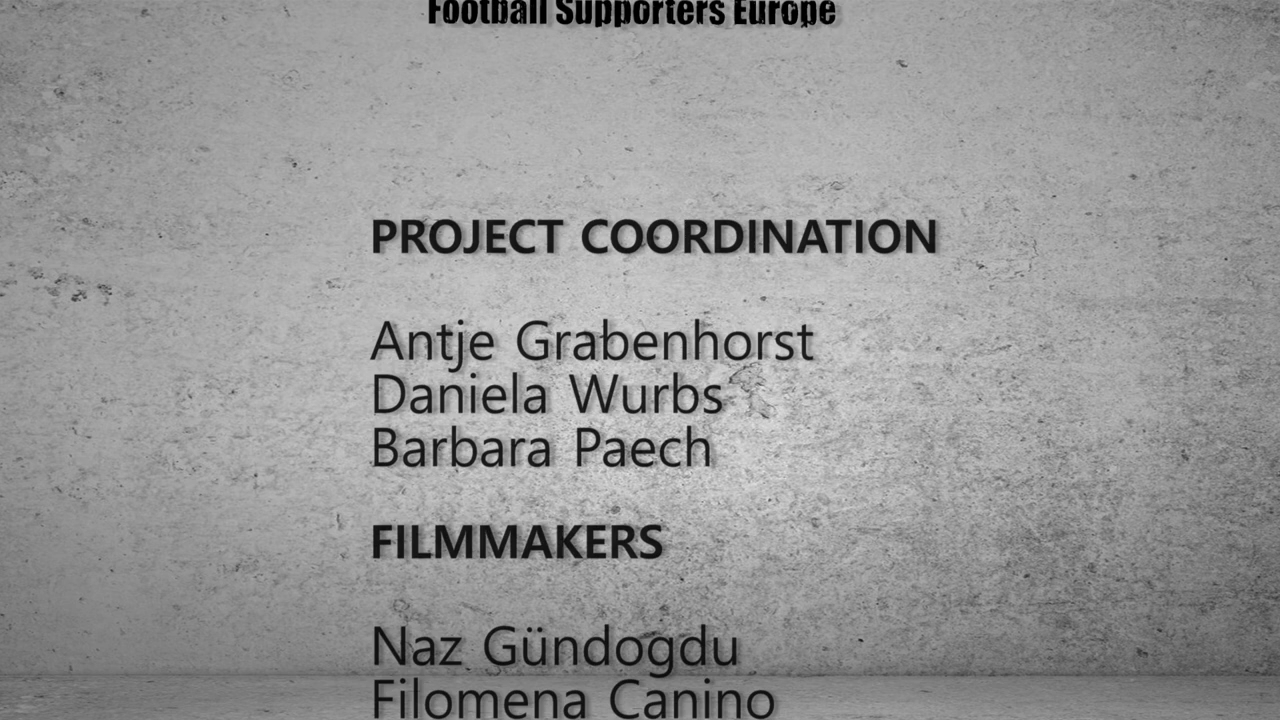 Football Supporters Europe
PROJECT COORDINATION
Antje Grabenhorst
Daniela Wurbs
Barbara Paech
FILMMAKERS
Naz Gündogdu
Filomena Canino